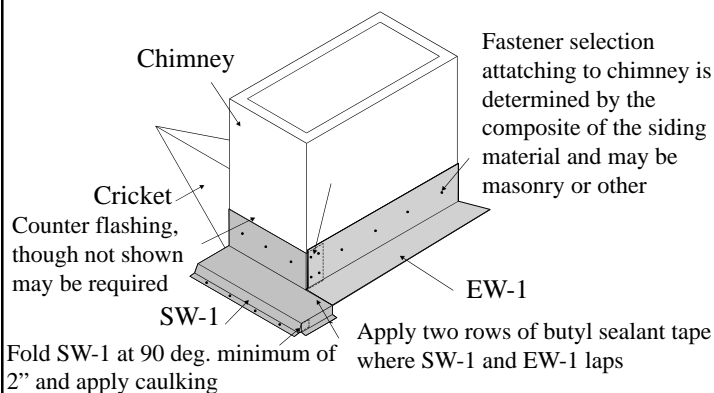 Chimney
Fastener selection
attatching to chimney is
determined by the
composite of the siding
material and may be
masonry or other
Cricket
Counter flashing,
though not shown
may be required
EW-1
SW-1
Apply two rows of butyl sealant tape
where SW-1 and EW-1 laps
Fold SW-1 at 90 deg. minimum of
2” and apply caulking